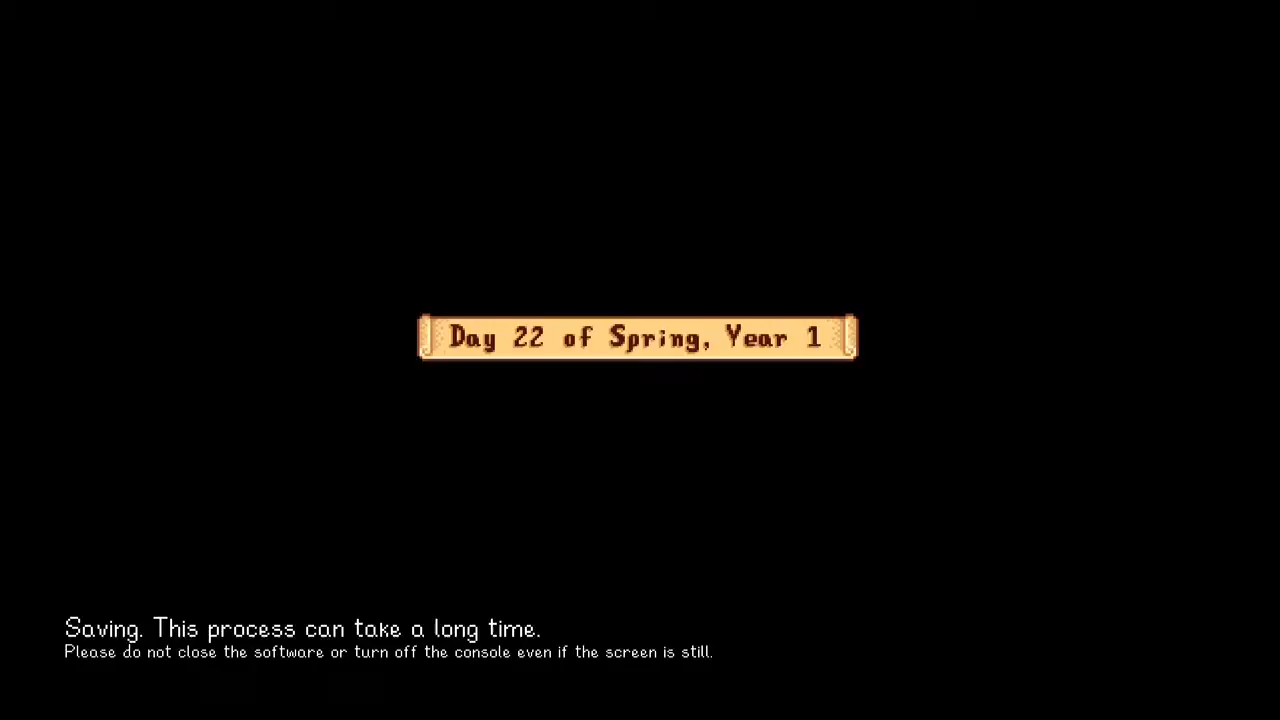 Day 22 of Spring, Year 1
Saving. This process can take a long time.
Please do not close the software or turn off the console even if the screen is still.